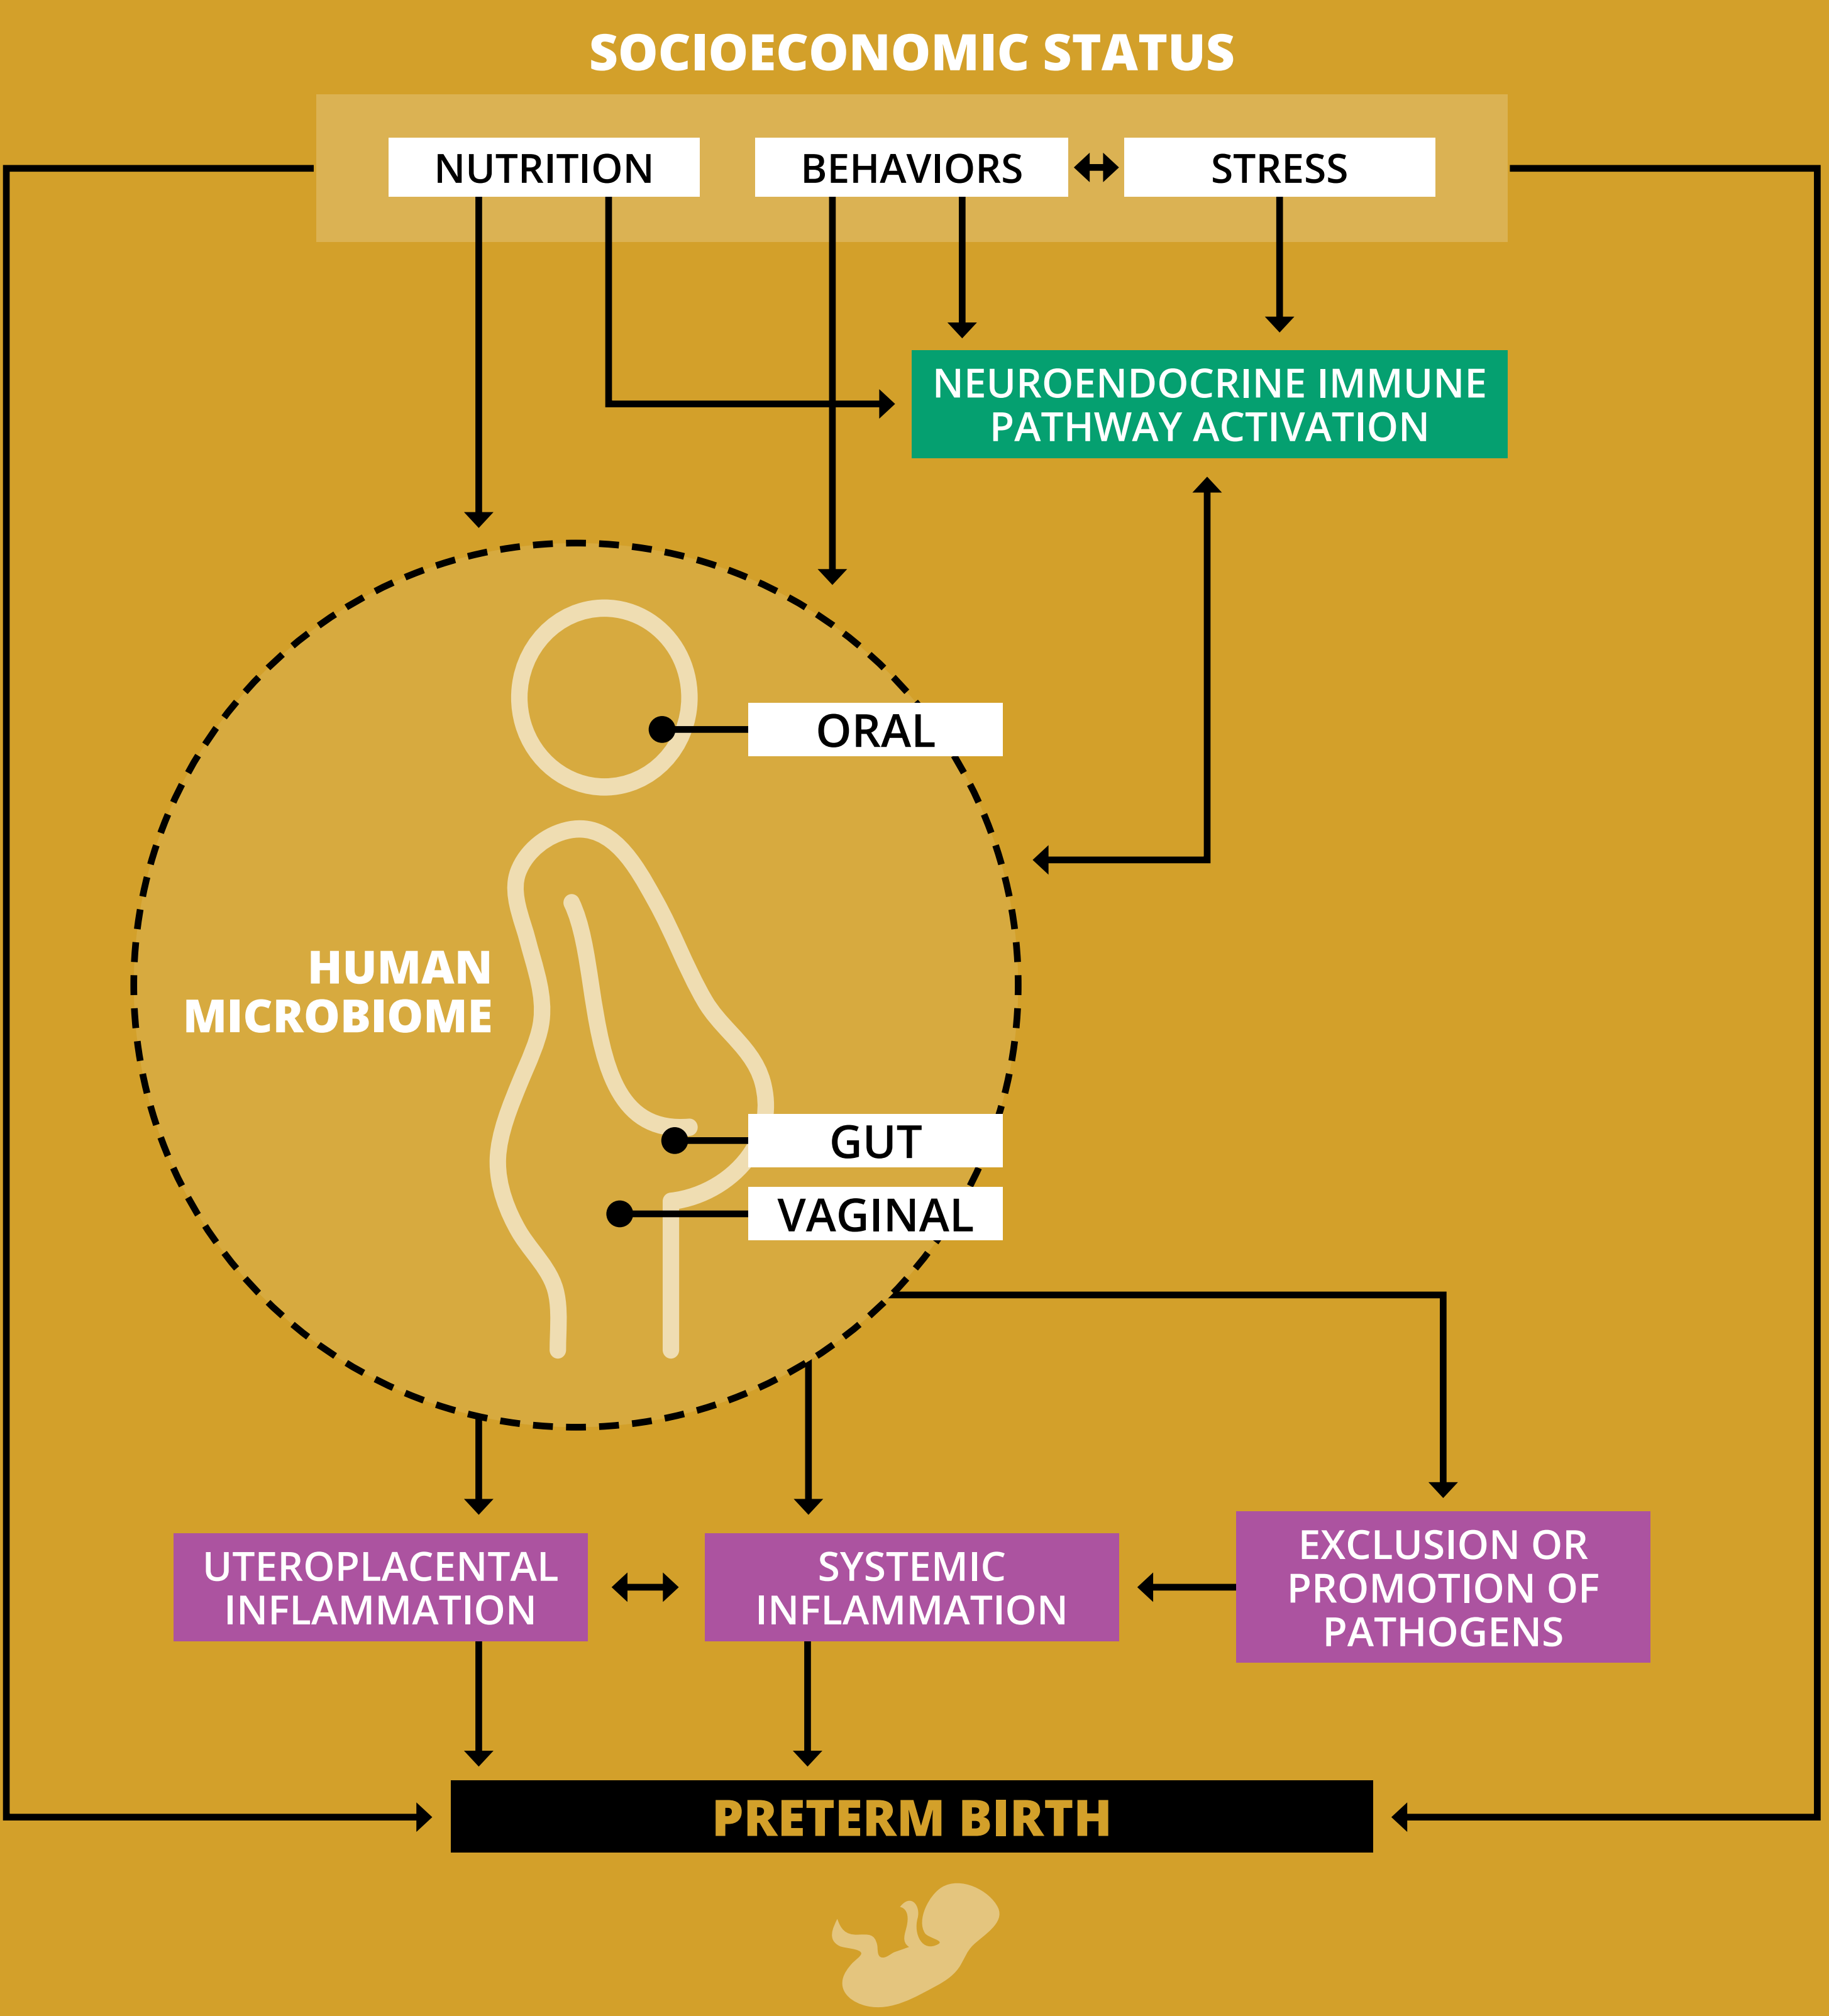 SOCIOECONOMIC STATUS
NUTRITION
BEHAVIORS
STRESS
NEUROENDOCRINE IMMUNE
PATHWAY ACTIVATION
ORAL
HUMAN
MICROBIOME
GUT
VAGINAL
UTEROPLACENTAL
INFLAMMATION
SYSTEMIC
INFLAMMATION
EXCLUSION OR
PROMOTION OF
PATHOGENS
PRETERM BIRTH